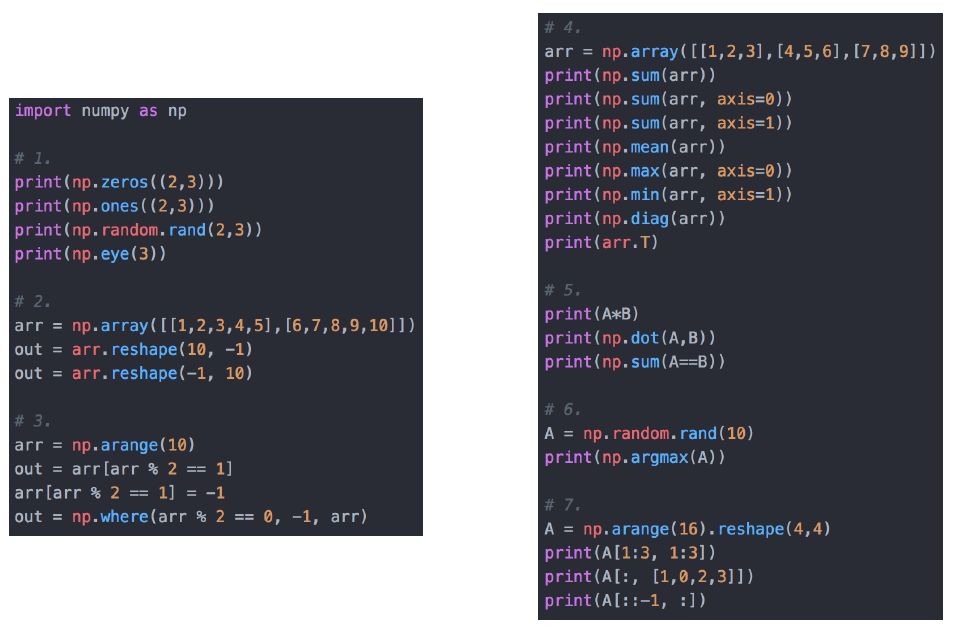 import numpy as np
# 1.
print(np.zeros((2,3)))
print(np.ones((2,3)))
print(np.random.rand(2,3))
print(np.eye(3))
# 2.
arr = np.array([[1,2,3,4,5],[6,7,8,9,10]])
out = arr.reshape(10, -1)
out = arr.reshape(-1, 10)
# 3.
arr = np.arange(10)
out = arr[arr % 2 == 1]
arr[arr % 2 == 1] = -1
out = np.where(arr % 2 == 0, -1, arr)
# 4.
arr = np.array([[1,2,3],[4,5,6],[7,8,9]])
print(np.sum(arr))
print(np.sum(arr, axis=0))
print(np.sum(arr, axis=1))
print(np.mean(arr))
print(np.max(arr, axis=0))
print(np.min(arr, axis=1))
print(np.diag(arr))
print(arr.T)
# 5.
print(A*B)
print(np.dot(A,B))
print(np.sum(A==B))
# 6.
A = np.random.rand(10)
print(np.argmax(A))
# 7.
A = np.arange(16).reshape(4,4)
print(A[1:3, 1:3])
print(A[:, [1,0,2,3]])
print(A[::-1, :])